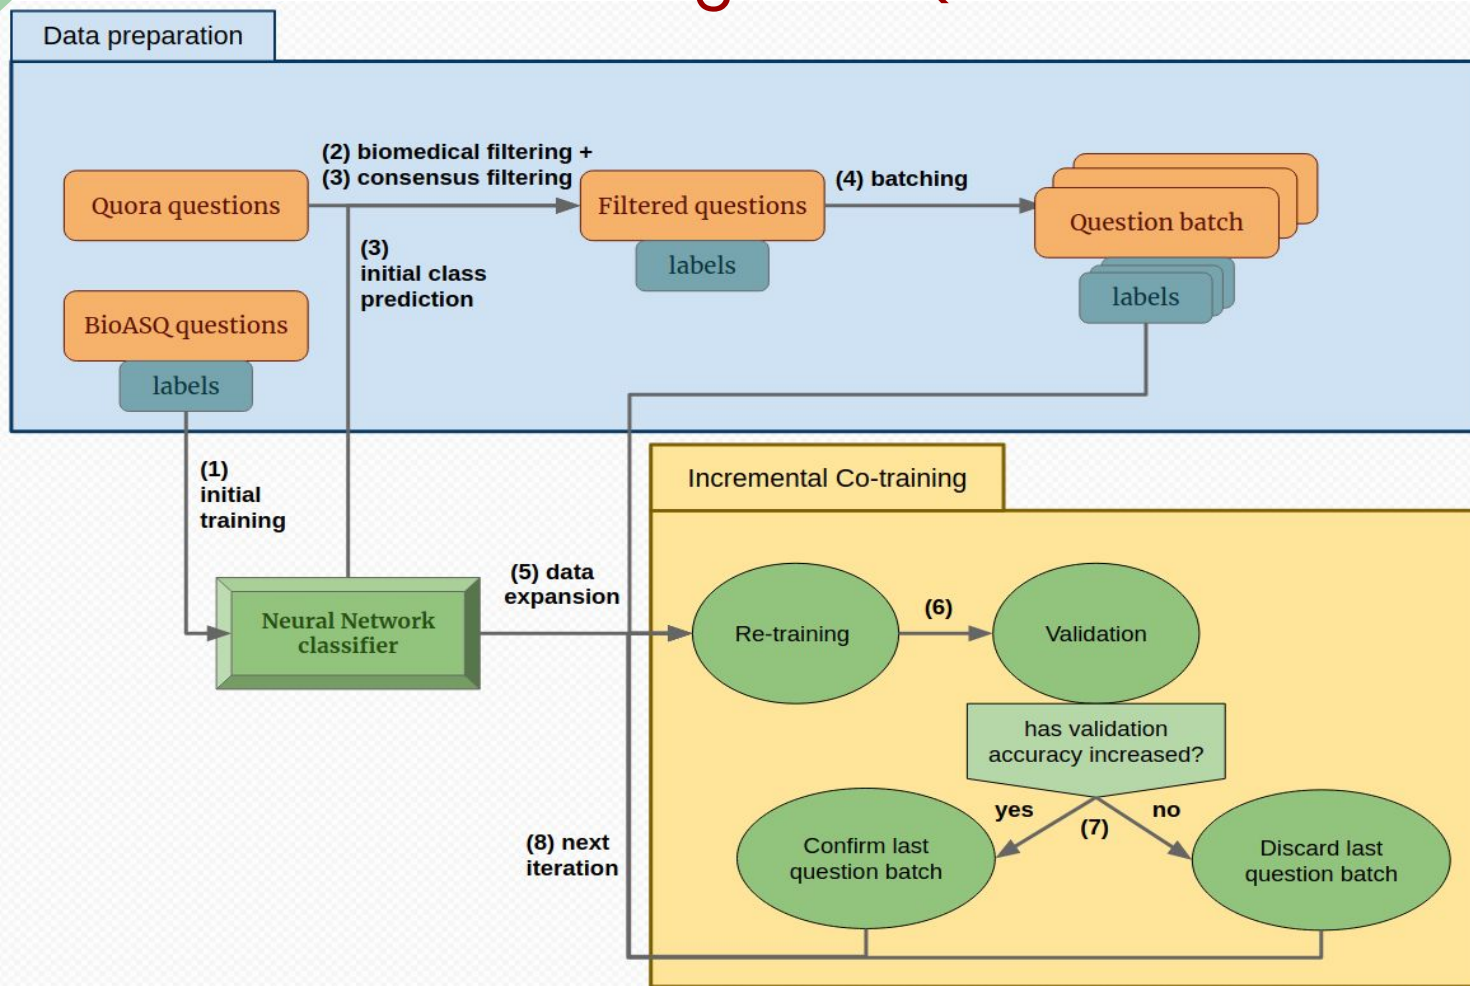 Data preparation
(2) biomedical filtering +
(3) consensus filtering
(4) batching
Quora questions
Filtered questions
Question batch
labels
labels
(3)
initial class
prediction
BioASQ questions
labels
(1)
initial
training
Incremental Co-training
Neural Network
classifier
(5) data
expansion
Re-training
(6)
Validation
has validation
accuracy increased?
yes
(7)
no
Confirm last
question batch
Discard last
question batch
(8) next
iteration